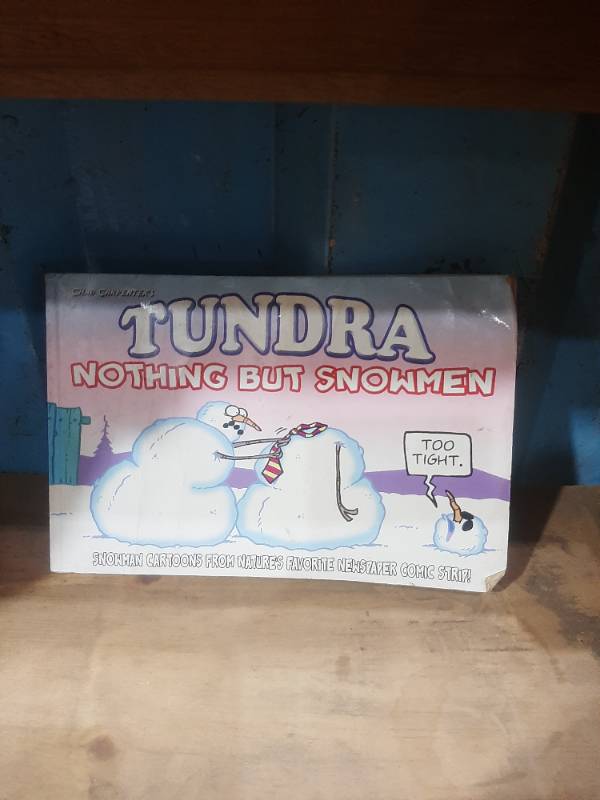 CHAD CARPENTER'S
TUNDRA
NOTHING BUT SNOWMEN
TOO
TIGHT.
SNOWMAN CARTOONS FROM NATURE'S FAVORITE NEWSPAPER COMIC STRIP!